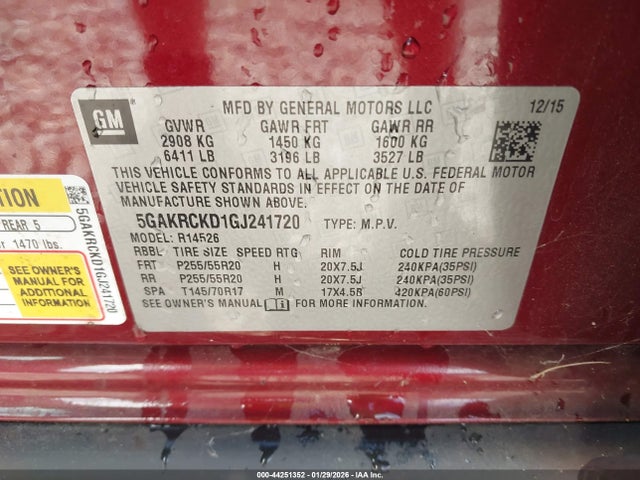 GM
MFD BY GENERAL MOTORS LLC 12/15
GVWR GAWR FRT GAWR RR
2908 KG 1450 KG 1600 KG
6411 LB 3196 LB 3527 LB
THIS VEHICLE CONFORMS TO ALL APPLICABLE U.S. FEDERAL MOTOR
VEHICLE SAFETY STANDARDS IN EFFECT ON THE DATE OF
MANUFACTURE SHOWN ABOVE.
5GAKRCKD1GJ241720 TYPE: M.P.V.
MODEL: R14526
RBBL TIRE SIZE SPEED RTG RIM COLD TIRE PRESSURE
FRT P255/55R20 H 20X7.5J 240KPA(35PSI)
RR P255/55R20 H 20X7.5J 240KPA(35PSI)
SPA T145/70R17 M 17X4.5R 420KPA(60PSI)
SEE OWNER'S MANUAL FOR MORE INFORMATION.
REAR 5
1470 lbs.
SEE OWNER'S
MANUAL FOR
ADDITIONAL
INFORMATION
5GAKRCKD1GJ241720
000-44251352 - 01/29/2026 - IAAI.COM